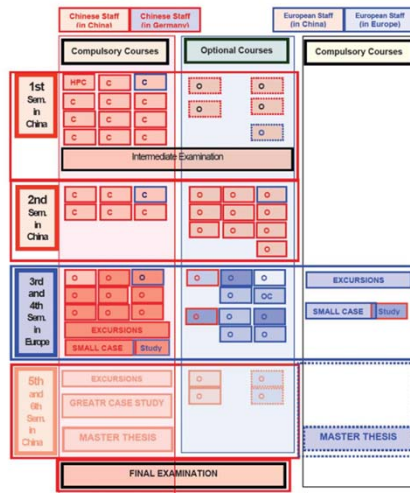 Chinese Staff
(in China)
Chinese Staff
(in Germany)
European Staff
(in China)
European Staff
(in Europe)
Compulsory Courses
Optional Courses
Compulsory Courses
1st
Sem.
in
China
HPC C C
C C C
C C C
C C C
O O
O O
O
Intermediate Examination
2nd
Sem.
in
China
C C C
C C C
O O O
O O O
O O O
O
3rd
and
4th
Sem.
in
Europe
O O O
O O O
O O O
EXCURSIONS
SMALL CASE Study
O O O
O OC
O O O
O O
EXCURSIONS
SMALL CASE Study
5th
and
6th
Sem.
in
China
EXCURSIONS
GREATR CASE STUDY
MASTER THESIS
O O
O O
MASTER THESIS
FINAL EXAMINATION